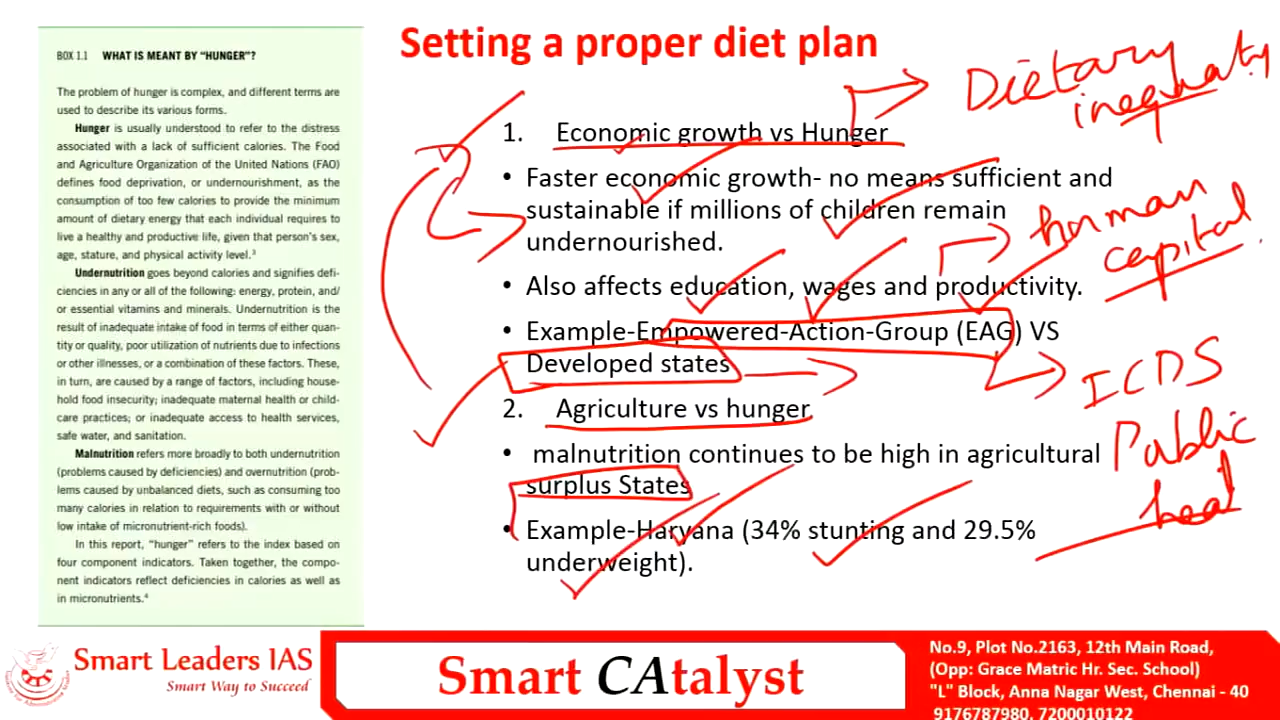 BOX 1.1 WHAT IS MEANT BY “HUNGER”?
The problem of hunger is complex, and different terms are
used to describe its various forms.
Hunger is usually understood to refer to the distress
associated with a lack of sufficient calories. The Food
and Agriculture Organization of the United Nations (FAO)
defines food deprivation, or undernourishment, as the
consumption of too few calories to provide the minimum
amount of dietary energy that each individual requires to
live a healthy and productive life, given that person's sex,
age, stature, and physical activity level.3
Undernutrition goes beyond calories and signifies defi-
ciencies in any or all of the following: energy, protein, and/
or essential vitamins and minerals. Undernutrition is the
result of inadequate intake of food in terms of either quan-
tity or quality, poor utilization of nutrients due to infections
or other illnesses, or a combination of these factors. These,
in turn, are caused by a range of factors, including house-
hold food insecurity; inadequate maternal health or child-
care practices; or inadequate access to health services,
safe water, and sanitation.
Malnutrition refers more broadly to both undernutrition
(problems caused by deficiencies) and overnutrition (prob-
lems caused by unbalanced diets, such as consuming too
many calories in relation to requirements with or without
low intake of micronutrient-rich foods).
In this report, “hunger” refers to the index based on
four component indicators. Taken together, the compo-
nent indicators reflect deficiencies in calories as well as
in micronutrients.4
Setting a proper diet plan
1. Economic growth vs Hunger
• Faster economic growth- no means sufficient and
sustainable if millions of children remain
undernourished.
• Also affects education, wages and productivity.
• Example-Empowered-Action-Group (EAG) VS
Developed states
2. Agriculture vs hunger
• malnutrition continues to be high in agricultural
surplus States
• Example-Haryana (34% stunting and 29.5%
underweight).
Dietary
human
capital
ICDS
Public
Smart Leaders IAS
Smart Way to Succeed
Smart CAtalyst
No.9, Plot No.2163, 12th Main Road,
(Opp: Grace Matric Hr. Sec. School)
"L" Block, Anna Nagar West, Chennai - 40
9176787980, 7200010122